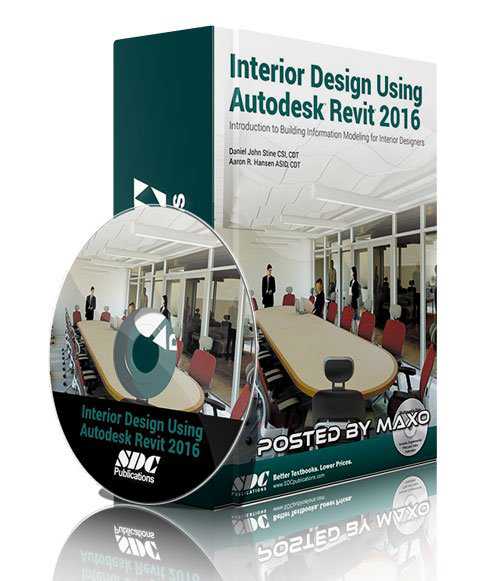 Interior Design Using
Autodesk® Revit 2016
Introduction to Building Information Modeling for Interior Designers
Daniel John Stine CSI, CDT
Aaron R. Hansen ASID, CDT
POSTED BY MAXO
SDC
PUBLICATIONS
Better Textbooks. Lower Prices.
www.SDCpublications.com
Interior Design Using
Autodesk Revit 2016
SDC
Publications